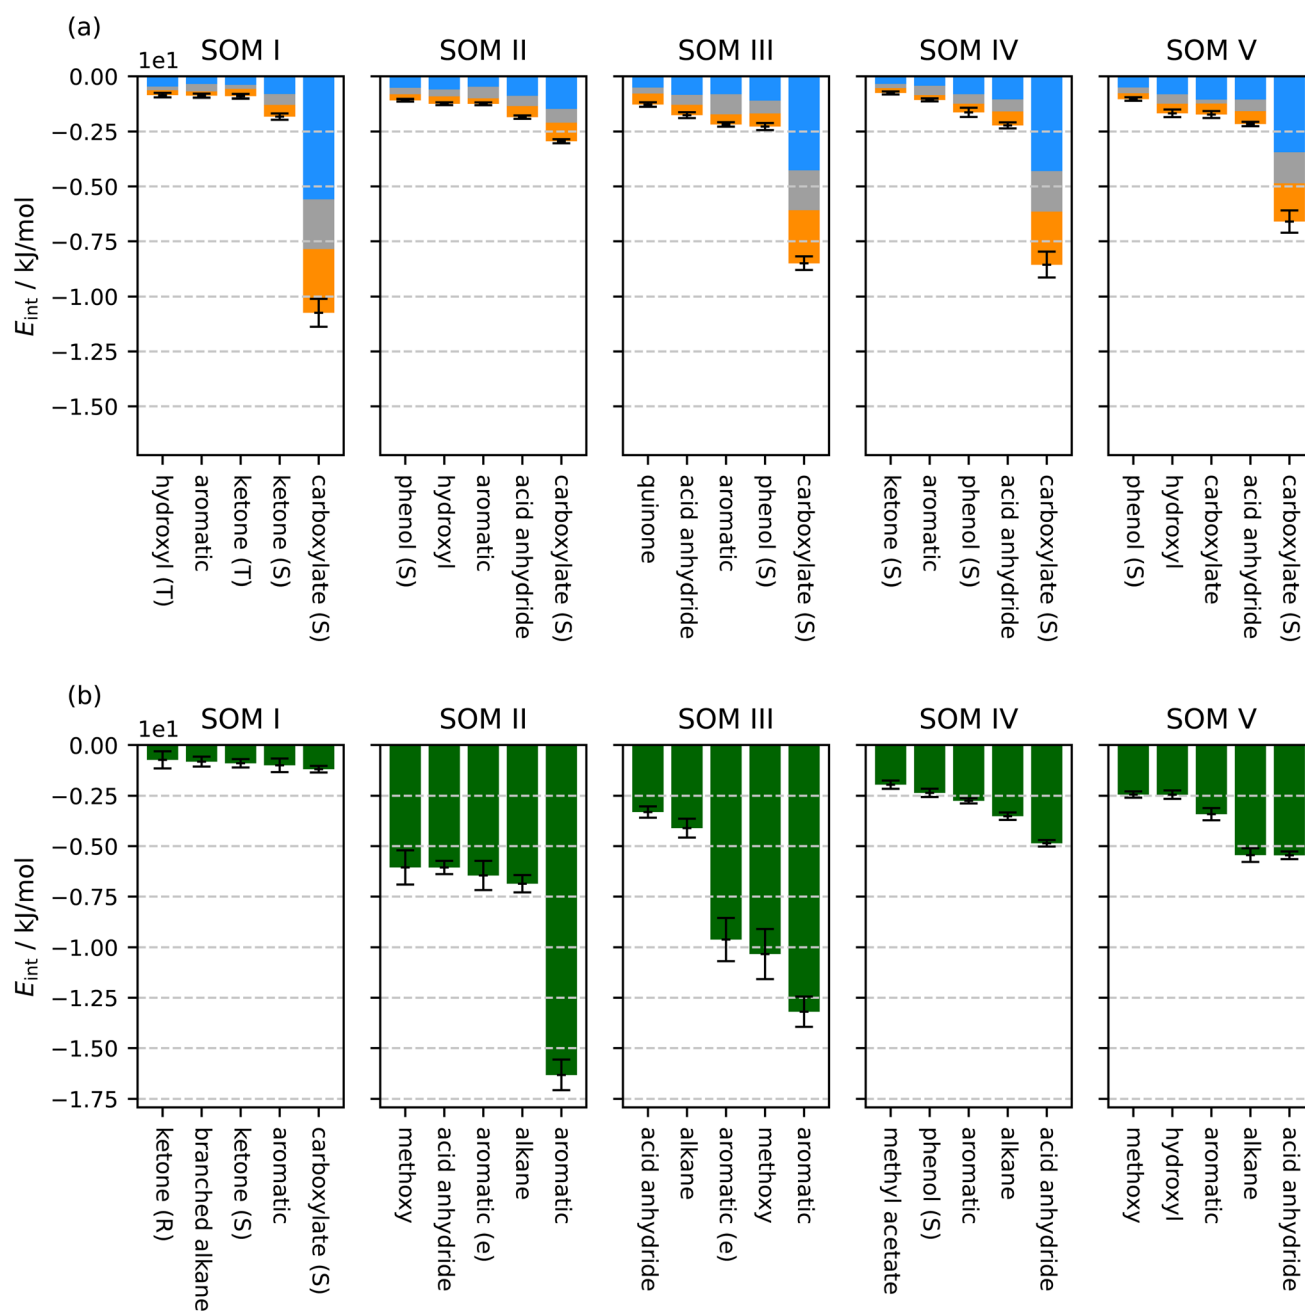 (a)
SOM I SOM II SOM III SOM IV SOM V
1e1
0.00
−0.25
−0.50
−0.75
−1.00
−1.25
−1.50
E_int / kJ/mol
hydroxyl (T)
aromatic
ketone (T)
ketone (S)
carboxylate (S)
phenol (S)
hydroxyl
aromatic
acid anhydride
carboxylate (S)
quinone
acid anhydride
aromatic
phenol (S)
carboxylate (S)
ketone (S)
aromatic
phenol (S)
acid anhydride
carboxylate (S)
phenol (S)
hydroxyl
carboxylate
acid anhydride
carboxylate (S)
(b)
SOM I SOM II SOM III SOM IV SOM V
1e1
0.00
−0.25
−0.50
−0.75
−1.00
−1.25
−1.50
−1.75
E_int / kJ/mol
ketone (R)
branched alkane
ketone (S)
aromatic
carboxylate (S)
methoxy
acid anhydride
aromatic (e)
alkane
aromatic
acid anhydride
alkane
aromatic (e)
methoxy
aromatic
methyl acetate
phenol (S)
aromatic
alkane
acid anhydride
methoxy
hydroxyl
aromatic
alkane
acid anhydride